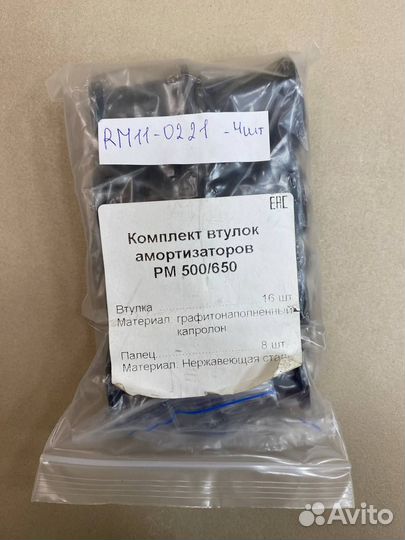 RM11-0221 - 4шт
EAC
Комплект втулок
амортизаторов
РМ 500/650
Втулка 16 шт
Материал: графитонаполненный
капролон
Палец 8 шт
Материал: Нержавеющая сталь
Avito